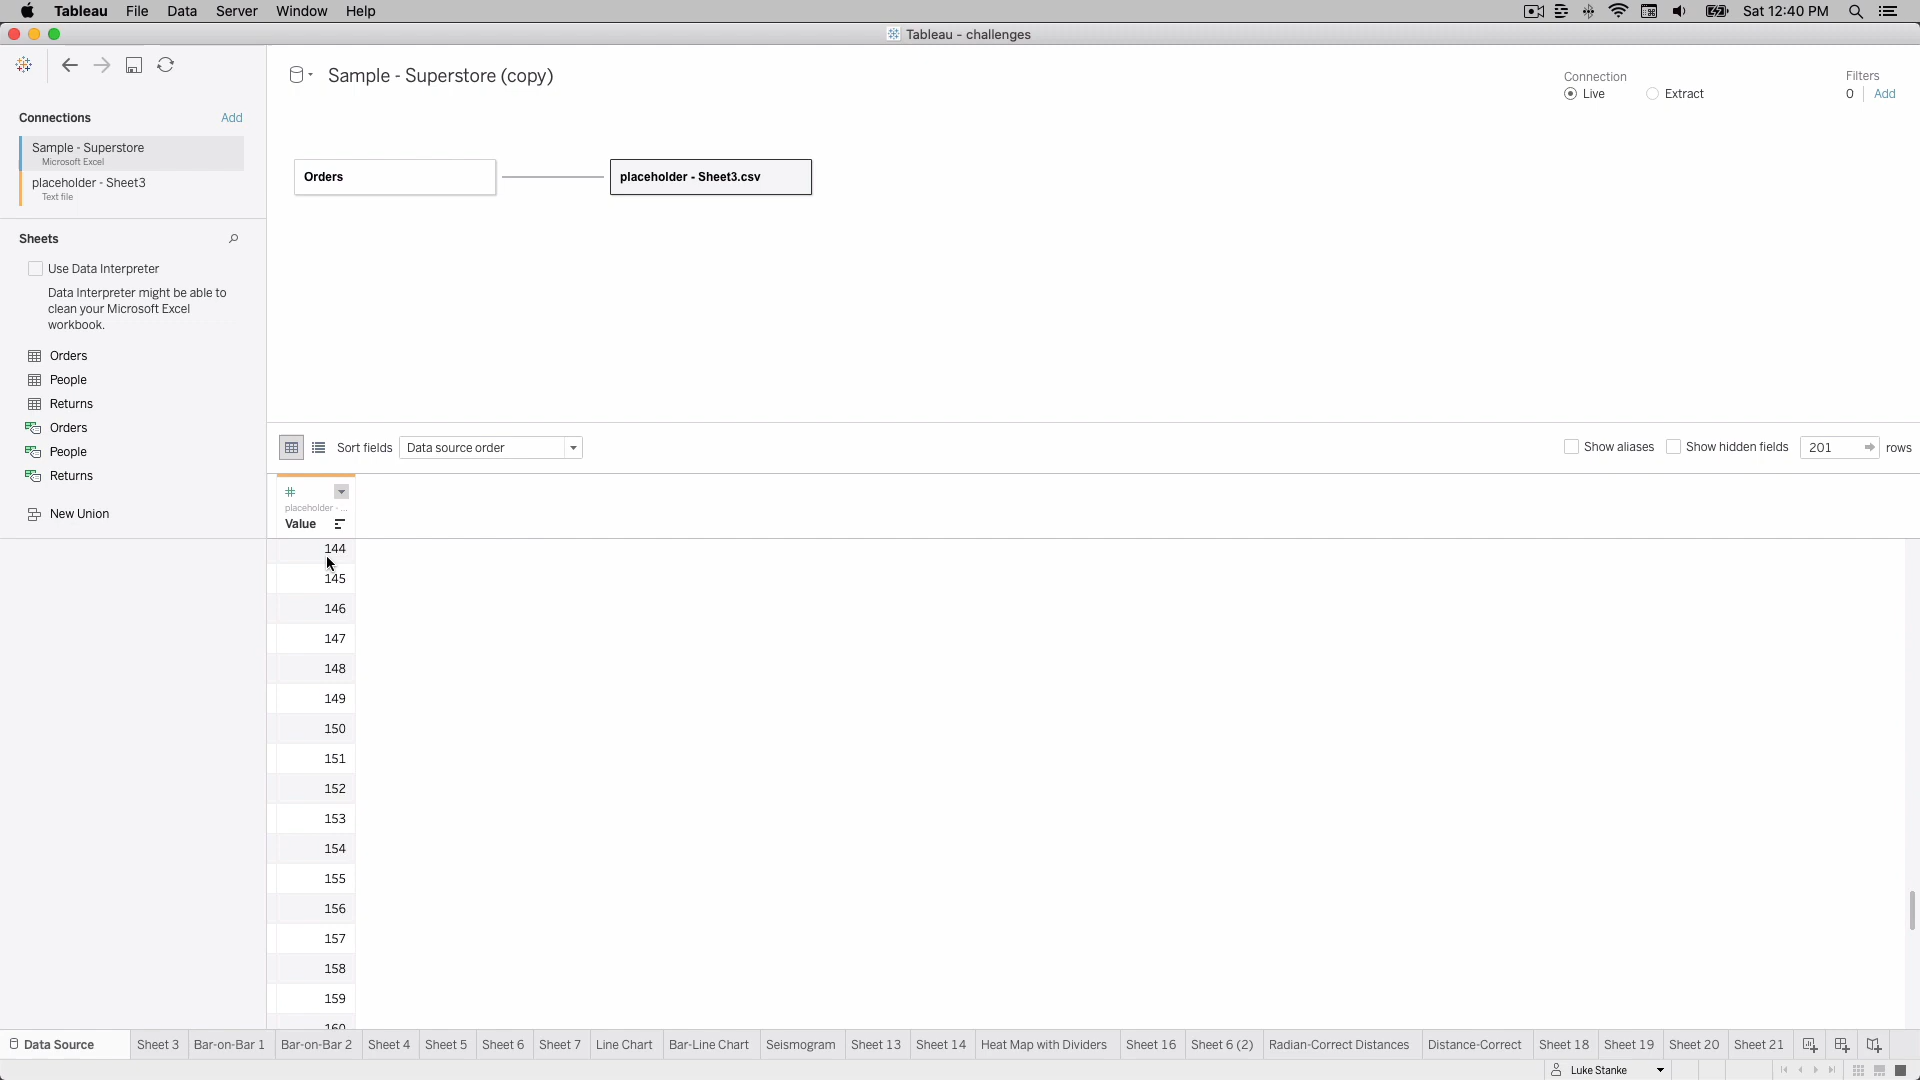 Tableau File Data Server Window Help Sat 12:40 PM
Tableau - challenges
Sample - Superstore (copy)
Connection
Live Extract
Filters
0 Add
Connections Add
Sample - Superstore
Microsoft Excel
placeholder - Sheet3
Text file
Orders
placeholder - Sheet3.csv
Sheets
Use Data Interpreter
Data Interpreter might be able to
clean your Microsoft Excel
workbook.
Orders
People
Returns
Orders
People
Returns
New Union
Sort fields Data source order
Show aliases Show hidden fields 201 rows
#
placeholder - ...
Value
144
145
146
147
148
149
150
151
152
153
154
155
156
157
158
159
160
Data Source Sheet 3 Bar-on-Bar 1 Bar-on-Bar 2 Sheet 4 Sheet 5 Sheet 6 Sheet 7 Line Chart Bar-Line Chart Seismogram Sheet 13 Sheet 14 Heat Map with Dividers Sheet 16 Sheet 6 (2) Radian-Correct Distances Distance-Correct Sheet 18 Sheet 19 Sheet 20 Sheet 21
Luke Stanke